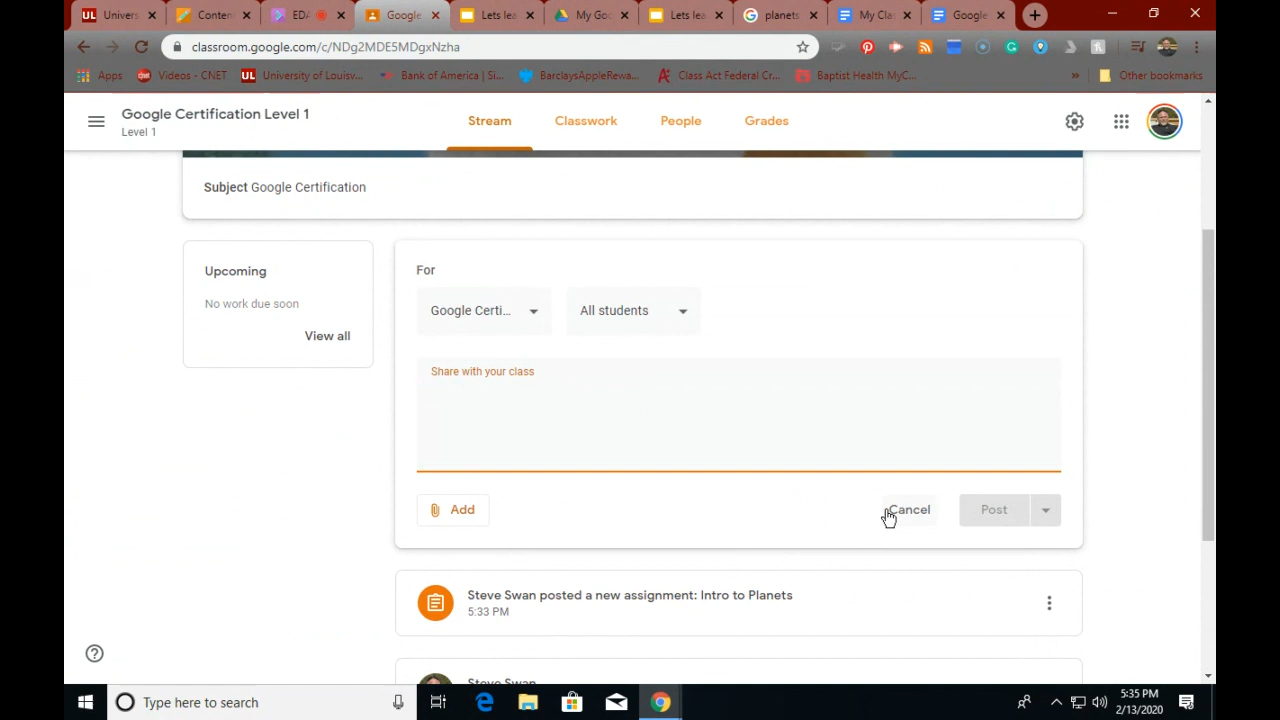 Univers
Conten
EDA
Google
Lets lea
My Goo
Lets lea
planets
My Clas
Google
classroom.google.com/c/NDg2MDE5MDgxNzha
Apps
Videos - CNET
University of Louisv...
Bank of America | Si...
BarclaysAppleRewa...
Class Act Federal Cr...
Baptist Health MyC...
»
Other bookmarks
Google Certification Level 1
Level 1
Stream
Classwork
People
Grades
Subject Google Certification
Upcoming
No work due soon
View all
For
Google Certi...
All students
Share with your class
Add
Cancel
Post
Steve Swan posted a new assignment: Intro to Planets
5:33 PM
Steve Swan
Type here to search
5:35 PM
2/13/2020